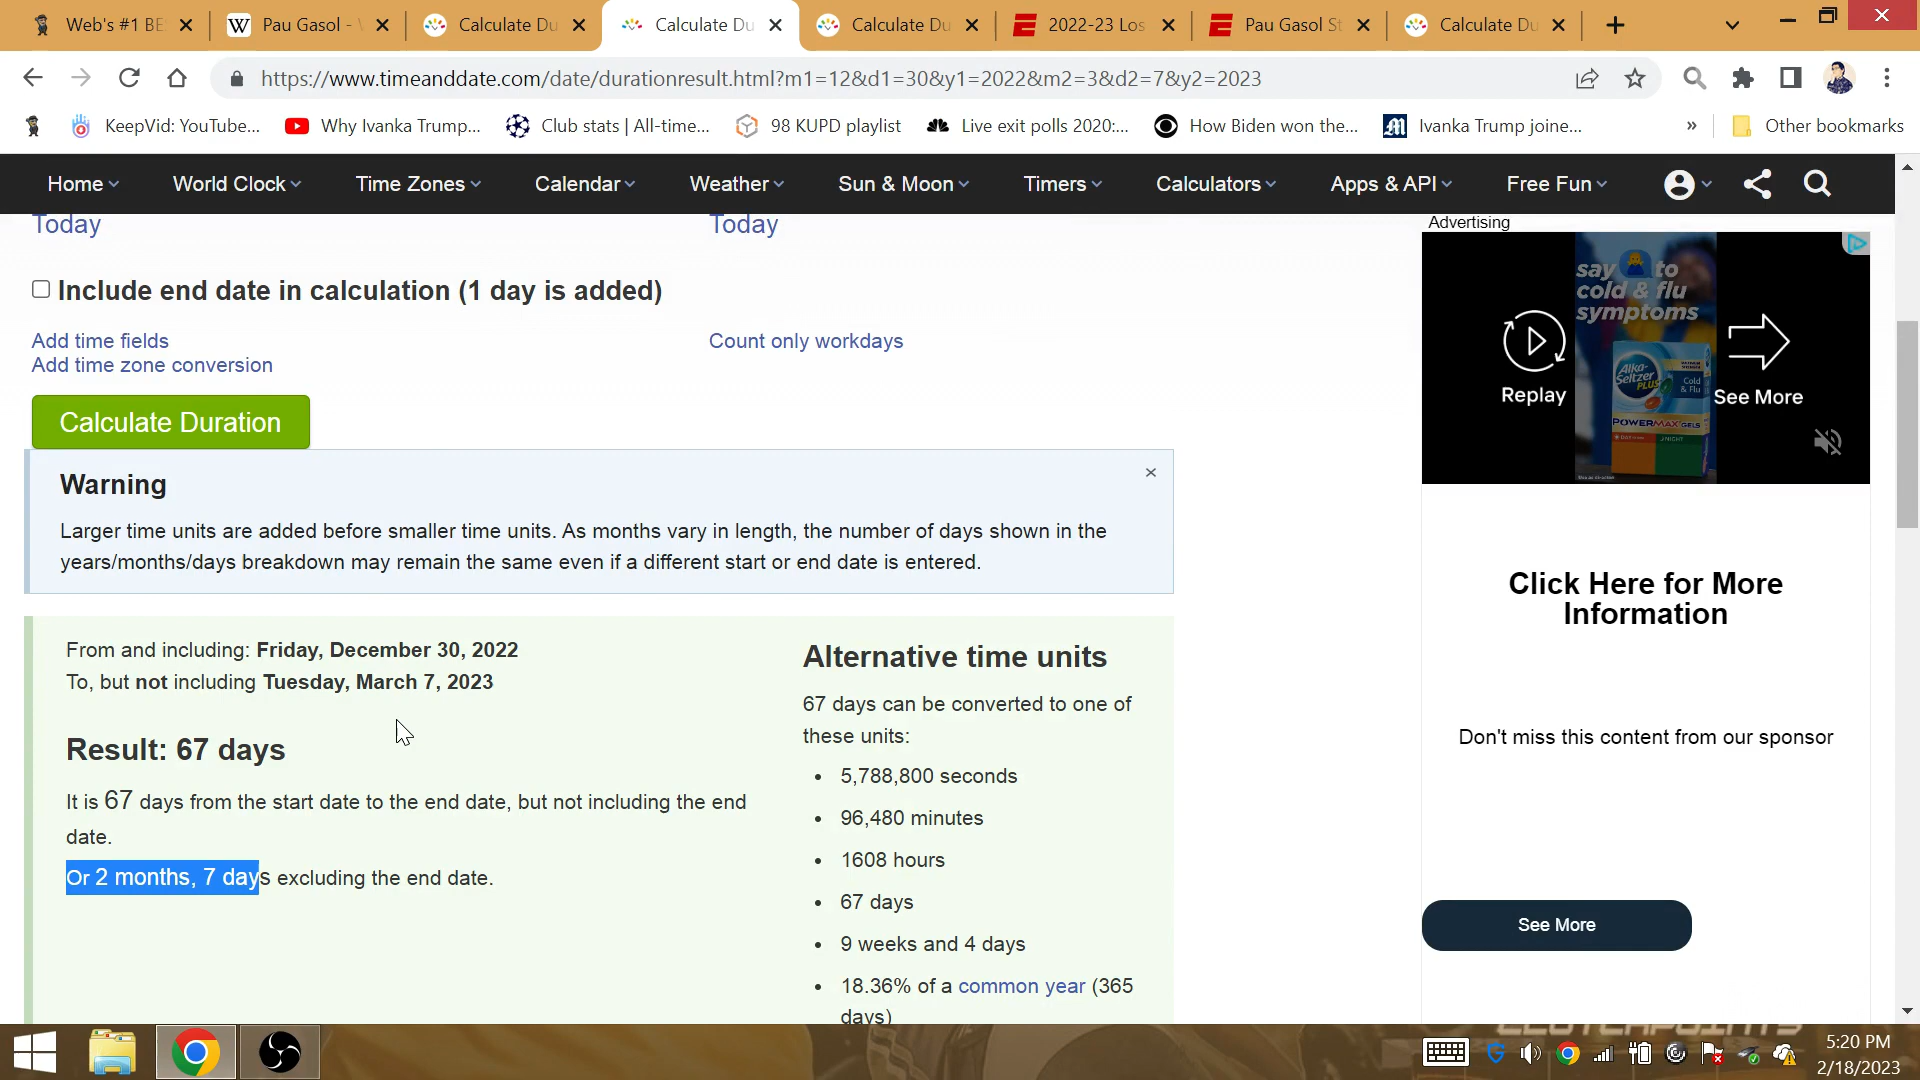 Web's #1 BE
Pau Gasol - W
Calculate Du
Calculate Du
Calculate Du
2022-23 Los
Pau Gasol St
Calculate Du
https://www.timeanddate.com/date/durationresult.html?m1=12&d1=30&y1=2022&m2=3&d2=7&y2=2023
KeepVid: YouTube...
Why Ivanka Trump...
Club stats | All-time...
98 KUPD playlist
Live exit polls 2020:...
How Biden won the...
Ivanka Trump joine...
»
Other bookmarks
Home
World Clock
Time Zones
Calendar
Weather
Sun & Moon
Timers
Calculators
Apps & API
Free Fun
Today
Today
Include end date in calculation (1 day is added)
Add time fields
Add time zone conversion
Count only workdays
Calculate Duration
Warning
Larger time units are added before smaller time units. As months vary in length, the number of days shown in the
years/months/days breakdown may remain the same even if a different start or end date is entered.
From and including: Friday, December 30, 2022
To, but not including Tuesday, March 7, 2023
Result: 67 days
It is 67 days from the start date to the end date, but not including the end
date.
Or 2 months, 7 days excluding the end date.
Alternative time units
67 days can be converted to one of
these units:
5,788,800 seconds
96,480 minutes
1608 hours
67 days
9 weeks and 4 days
18.36% of a common year (365
days)
Advertising
say to
cold & flu
symptoms
Replay
See More
Alka-
Seltzer
PLUS
Cold
& Flu
POWERMAX GELS
Click Here for More
Information
Don't miss this content from our sponsor
See More
CLUTCHPOINTS
5:20 PM
2/18/2023